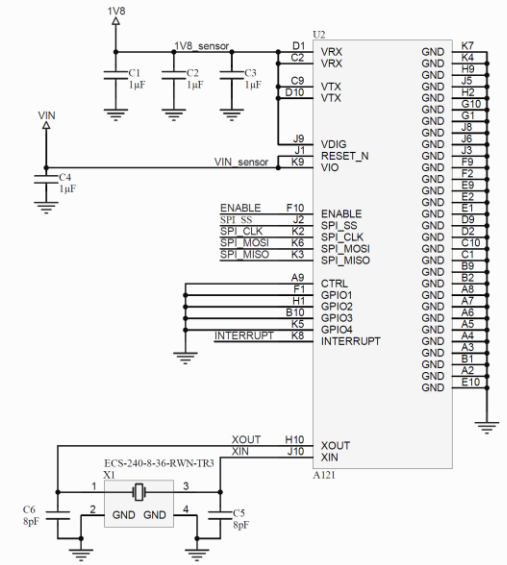 1V8
U2
1V8_sensor D1 VRX GND K7
C2 VRX GND K4
GND H9
C1 C2 C3 C9 VTX GND J5
1µF 1µF 1µF D10 VTX GND H2
GND G10
GND G1
GND J8
VIN J9 VDIG GND J6
J1 RESET_N GND J3
VIN_sensor K9 VIO GND F9
C4 GND F2
1µF GND E9
GND E2
ENABLE F10 ENABLE GND E1
SPI_SS J2 SPI_SS GND D9
SPI_CLK K2 SPI_CLK GND D2
SPI_MOSI K6 SPI_MOSI GND C10
SPI_MISO K3 SPI_MISO GND C1
GND B9
A9 CTRL GND B2
F1 GPIO1 GND A8
H1 GPIO2 GND A7
B10 GPIO3 GND A6
K5 GPIO4 GND A5
INTERRUPT K8 INTERRUPT GND A4
GND A3
GND B1
GND A2
GND E10
XOUT H10 XOUT
XIN J10 XIN
ECS-240-8-36-RWN-TR3
X1 A121
1 3
C6 2 GND GND 4 C5
8pF 8pF